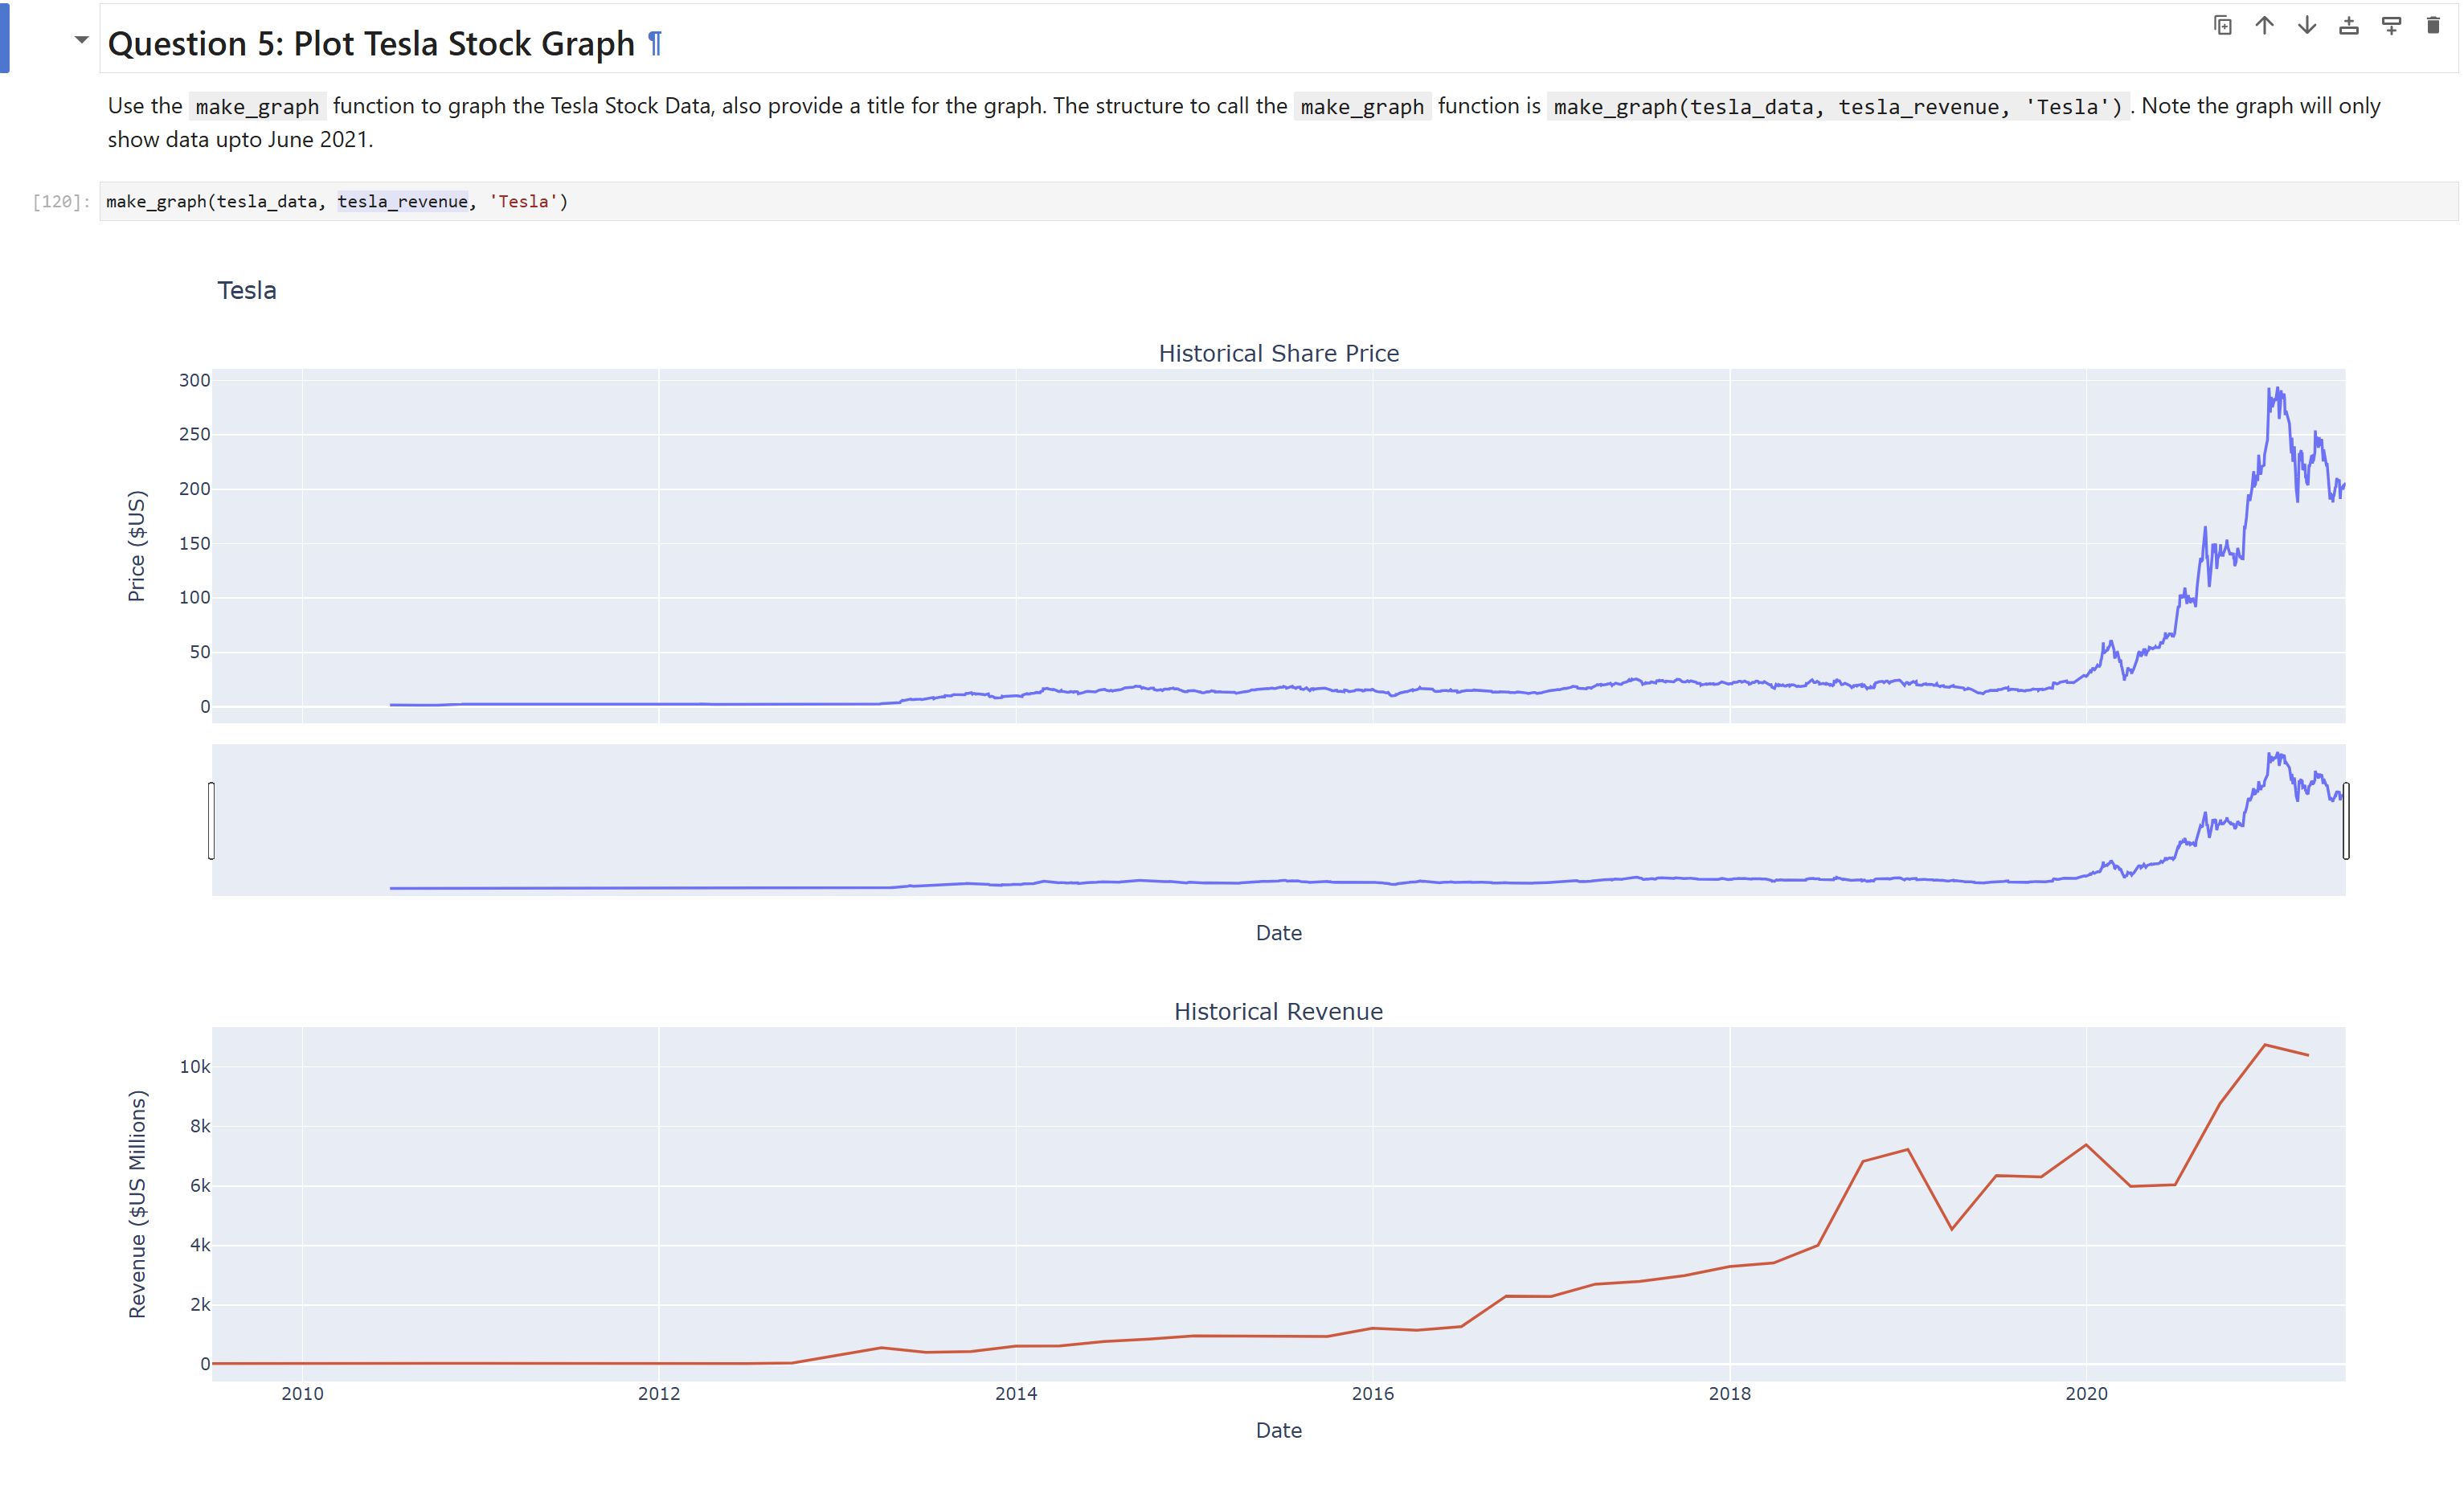 Question 5: Plot Tesla Stock Graph ¶
Use the make_graph function to graph the Tesla Stock Data, also provide a title for the graph. The structure to call the make_graph function is make_graph(tesla_data, tesla_revenue, 'Tesla') . Note the graph will only
show data upto June 2021.
[120]: make_graph(tesla_data, tesla_revenue, 'Tesla')
Tesla
Historical Share Price
Price ($US)
300
250
200
150
100
50
0
Date
Historical Revenue
Revenue ($US Millions)
10k
8k
6k
4k
2k
0
2010 2012 2014 2016 2018 2020
Date